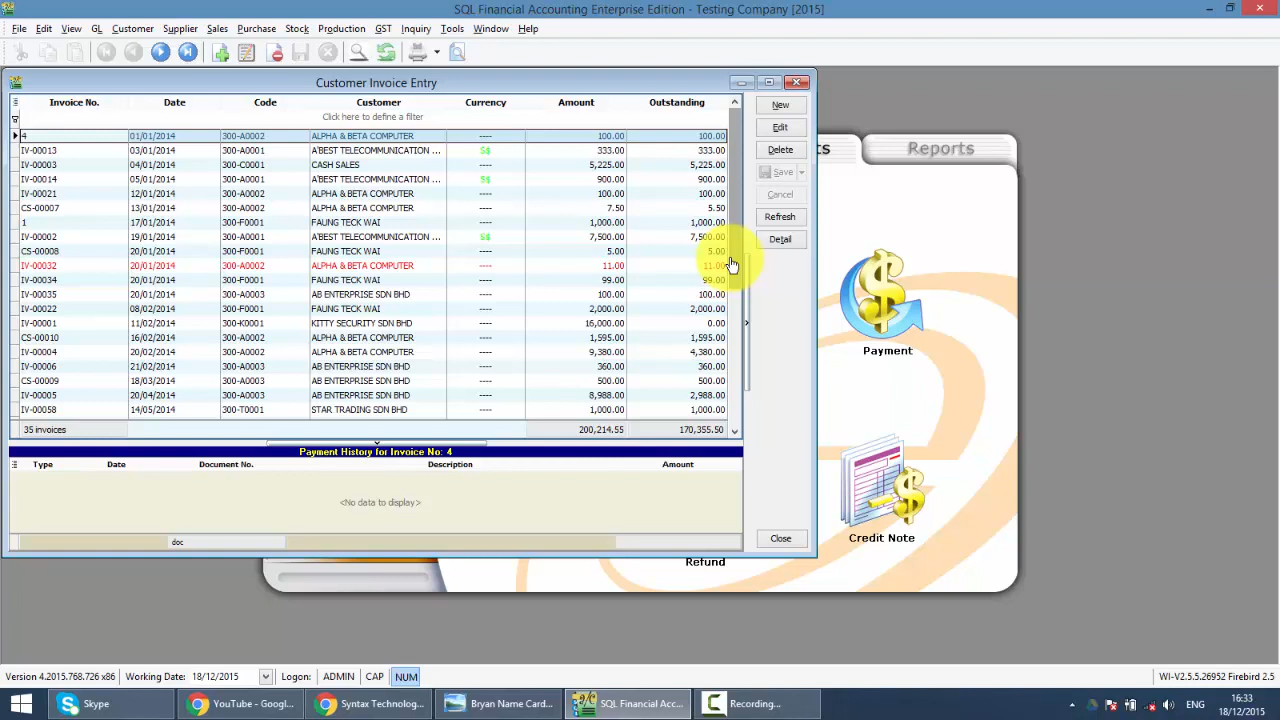 SQL Financial Accounting Enterprise Edition - Testing Company [2015]
File Edit View GL Customer Supplier Sales Purchase Stock Production GST Inquiry Tools Window Help
Customer Invoice Entry
Invoice No. Date Code Customer Currency Amount Outstanding
Click here to define a filter
4 01/01/2014 300-A0002 ALPHA & BETA COMPUTER ---- 100.00 100.00
IV-00013 03/01/2014 300-A0001 A'BEST TELECOMMUNICATION ... S$ 333.00 333.00
IV-00003 04/01/2014 300-C0001 CASH SALES ---- 5,225.00 5,225.00
IV-00014 05/01/2014 300-A0001 A'BEST TELECOMMUNICATION ... S$ 900.00 900.00
IV-00021 12/01/2014 300-A0002 ALPHA & BETA COMPUTER ---- 100.00 100.00
CS-00007 13/01/2014 300-A0002 ALPHA & BETA COMPUTER ---- 7.50 5.50
1 17/01/2014 300-F0001 FAUNG TECK WAI ---- 1,000.00 1,000.00
IV-00002 19/01/2014 300-A0001 A'BEST TELECOMMUNICATION ... S$ 7,500.00 7,500.00
CS-00008 20/01/2014 300-F0001 FAUNG TECK WAI ---- 5.00 5.00
IV-00032 20/01/2014 300-A0002 ALPHA & BETA COMPUTER ---- 11.00 11.00
IV-00034 20/01/2014 300-F0001 FAUNG TECK WAI ---- 99.00 99.00
IV-00035 20/01/2014 300-A0003 AB ENTERPRISE SDN BHD ---- 100.00 100.00
IV-00022 08/02/2014 300-F0001 FAUNG TECK WAI ---- 2,000.00 2,000.00
IV-00001 11/02/2014 300-K0001 KITTY SECURITY SDN BHD ---- 16,000.00 0.00
CS-00010 16/02/2014 300-A0002 ALPHA & BETA COMPUTER ---- 1,595.00 1,595.00
IV-00004 20/02/2014 300-A0002 ALPHA & BETA COMPUTER ---- 9,380.00 4,380.00
IV-00006 21/02/2014 300-A0003 AB ENTERPRISE SDN BHD ---- 360.00 360.00
CS-00009 18/03/2014 300-A0003 AB ENTERPRISE SDN BHD ---- 500.00 500.00
IV-00005 20/04/2014 300-A0003 AB ENTERPRISE SDN BHD ---- 8,988.00 2,988.00
IV-00058 14/05/2014 300-T0001 STAR TRADING SDN BHD ---- 1,000.00 1,000.00
35 invoices 200,214.55 170,355.50
Payment History for Invoice No: 4
Type Date Document No. Description Amount
<No data to display>
doc
New
Edit
Delete
Save
Cancel
Refresh
Detail
Close
Reports
Payment
Credit Note
Refund
Version 4.2015.768.726 x86 Working Date: 18/12/2015 Logon: ADMIN CAP NUM WI-V2.5.5.26952 Firebird 2.5
Skype YouTube - Googl... Syntax Technolog... Bryan Name Card... SQL Financial Acc... Recording... ENG 16:33
18/12/2015